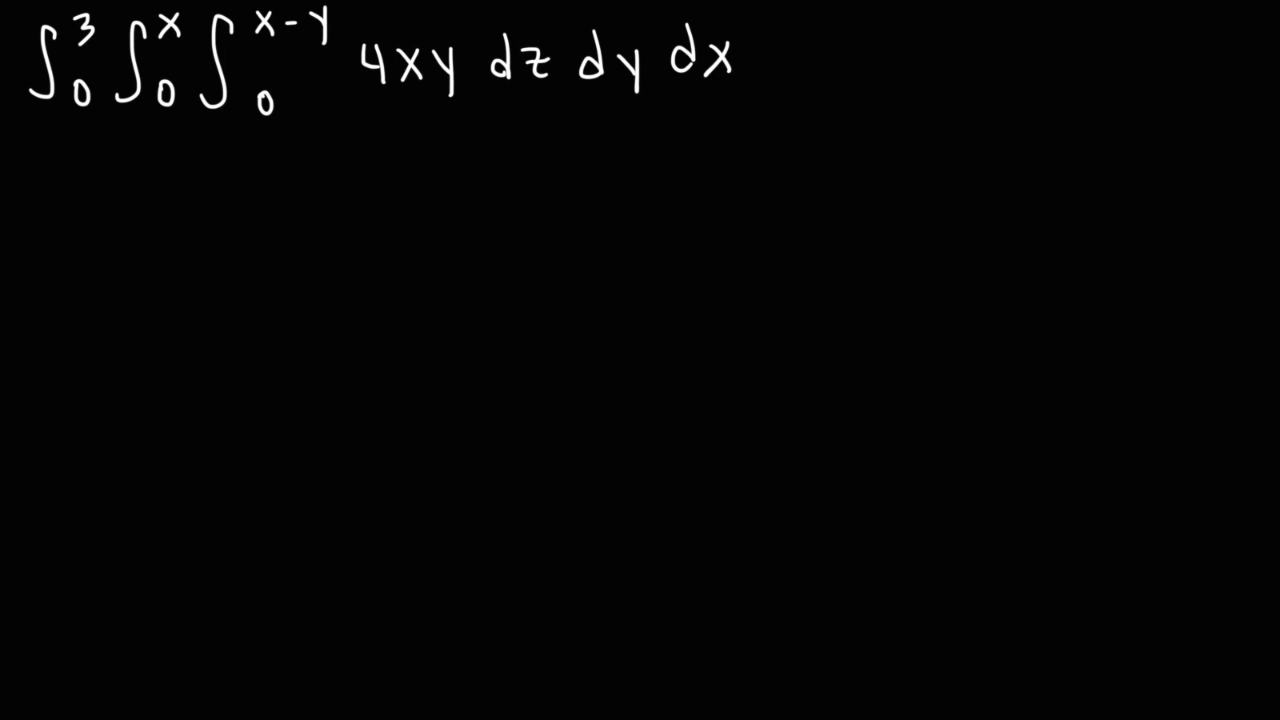 ∫₀³ ∫₀ˣ ∫₀ˣ⁻ʸ 4xy dz dy dx